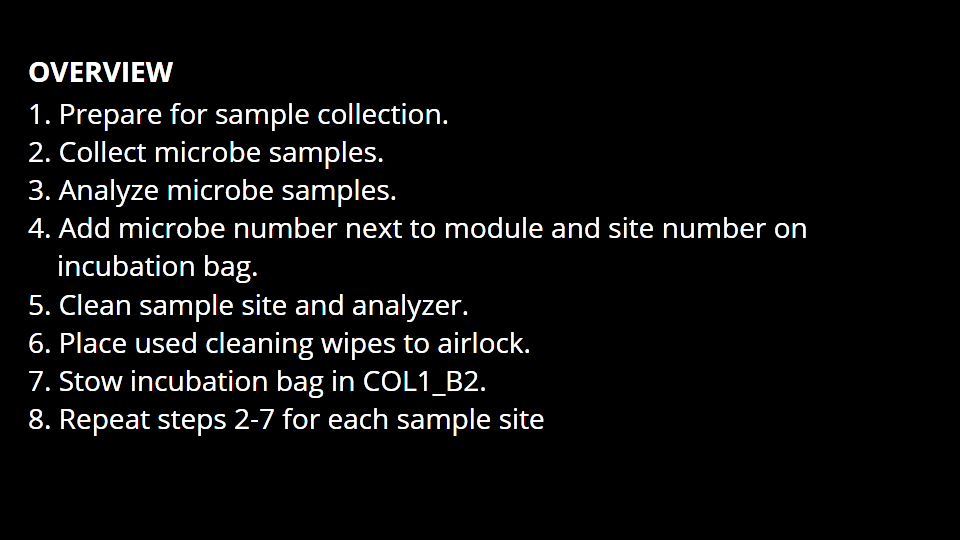 OVERVIEW
1. Prepare for sample collection.
2. Collect microbe samples.
3. Analyze microbe samples.
4. Add microbe number next to module and site number on
incubation bag.
5. Clean sample site and analyzer.
6. Place used cleaning wipes to airlock.
7. Stow incubation bag in COL1_B2.
8. Repeat steps 2-7 for each sample site